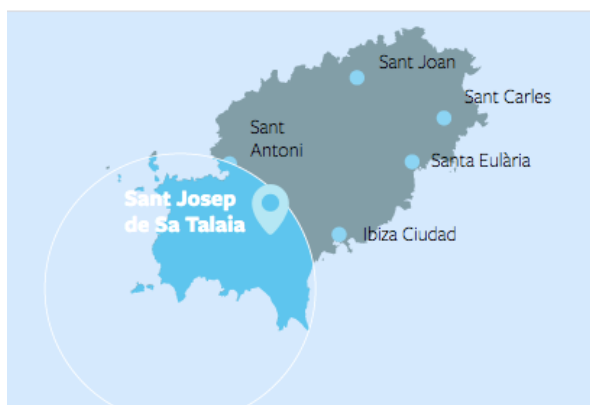 Sant Joan
Sant Carles
Sant
Antoni
Santa Eulària
Sant Josep
de Sa Talaia
Ibiza Ciudad